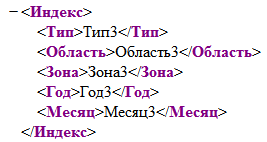 −<Индекс>
<Тип>Тип3</Тип>
<Область>Область3</Область>
<Зона>Зона3</Зона>
<Год>Год3</Год>
<Месяц>Месяц3</Месяц>
</Индекс>